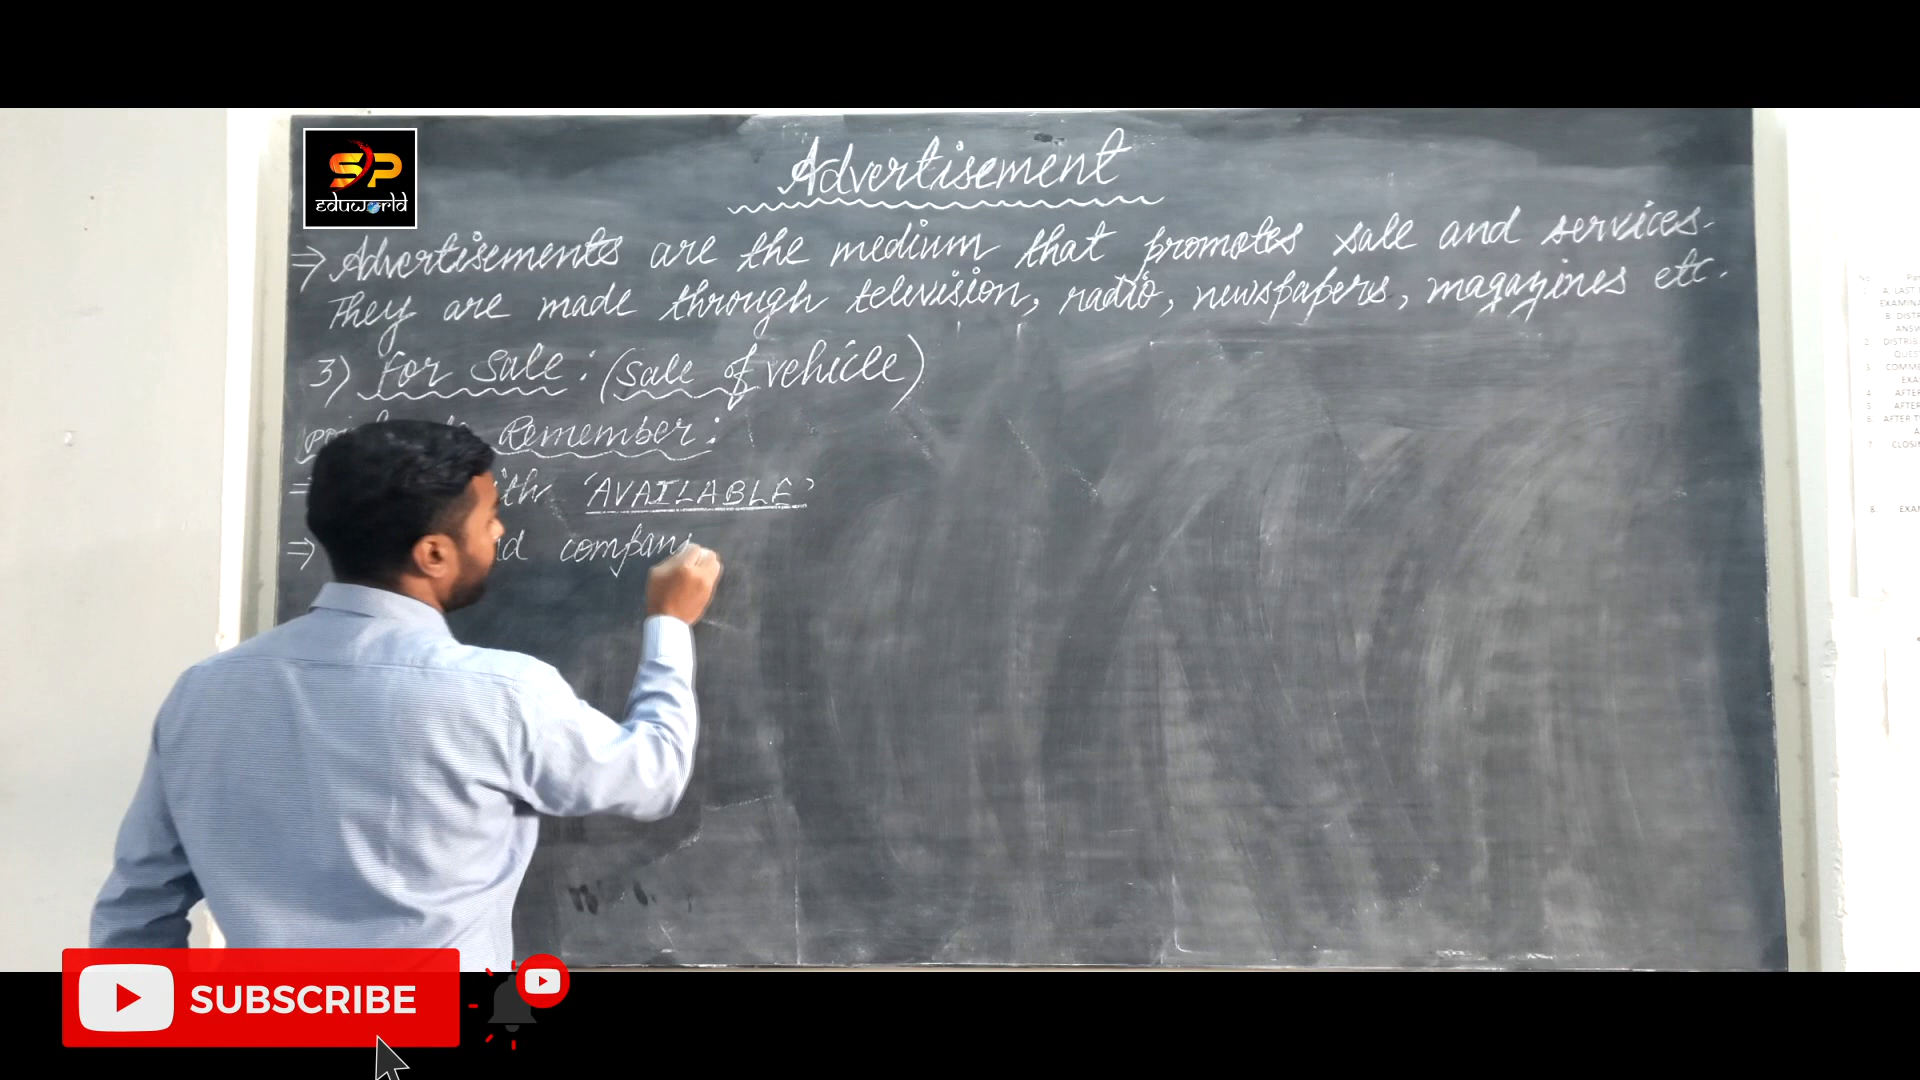 SP
eduworld
Advertisement
⇒ Advertisements are the medium that promotes sale and services.
They are made through television, radio, newspapers, magazines etc.
3) For Sale : (Sale of vehicle)
Remember :
'AVAILABLE'
⇒ compan
SUBSCRIBE